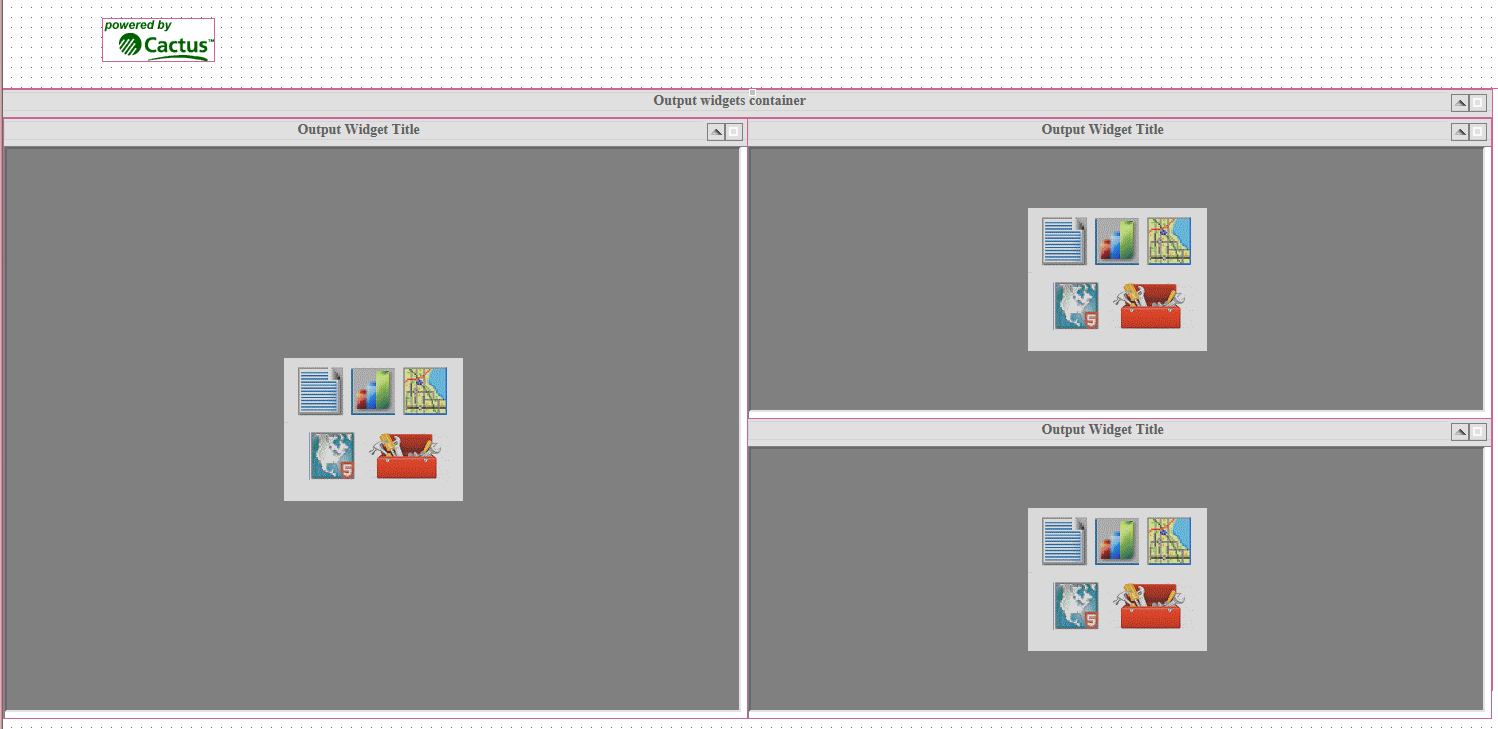 powered by
Cactus™
Output widgets container
Output Widget Title
Output Widget Title
5
5
Output Widget Title
5